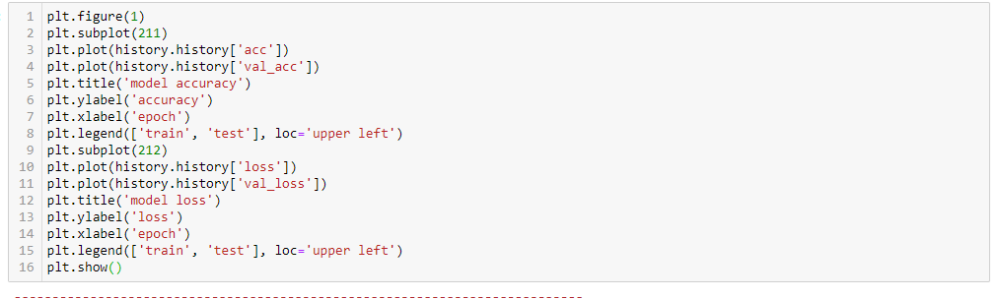 1 plt.figure(1)
2 plt.subplot(211)
3 plt.plot(history.history['acc'])
4 plt.plot(history.history['val_acc'])
5 plt.title('model accuracy')
6 plt.ylabel('accuracy')
7 plt.xlabel('epoch')
8 plt.legend(['train', 'test'], loc='upper left')
9 plt.subplot(212)
10 plt.plot(history.history['loss'])
11 plt.plot(history.history['val_loss'])
12 plt.title('model loss')
13 plt.ylabel('loss')
14 plt.xlabel('epoch')
15 plt.legend(['train', 'test'], loc='upper left')
16 plt.show()
---------------------------------------------------------------------------